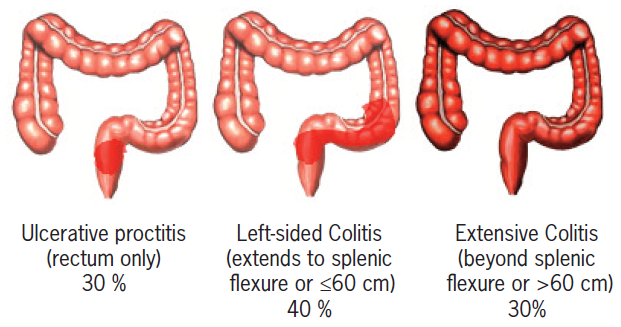 Ulcerative proctitis
(rectum only)
30 %
Left-sided Colitis
(extends to splenic
flexure or ≤60 cm)
40 %
Extensive Colitis
(beyond splenic
flexure or >60 cm)
30%